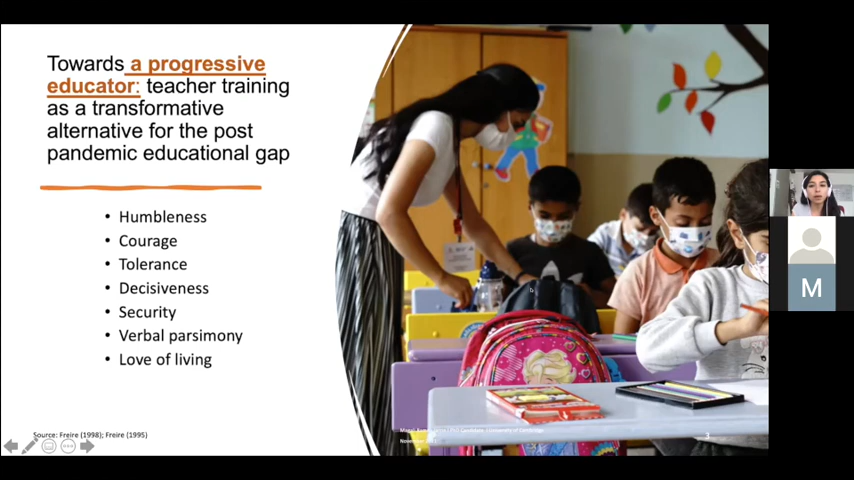 Towards a progressive
educator: teacher training
as a transformative
alternative for the post
pandemic educational gap
• Humbleness
• Courage
• Tolerance
• Decisiveness
• Security
• Verbal parsimony
• Love of living
Source: Freire (1998); Freire (1995)
3
M